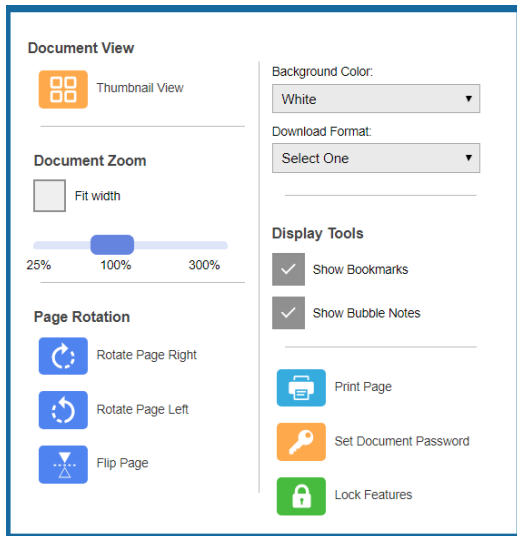 Document View
Thumbnail View
Document Zoom
Fit width
25% 100% 300%
Page Rotation
Rotate Page Right
Rotate Page Left
Flip Page
Background Color:
White
Download Format:
Select One
Display Tools
Show Bookmarks
Show Bubble Notes
Print Page
Set Document Password
Lock Features